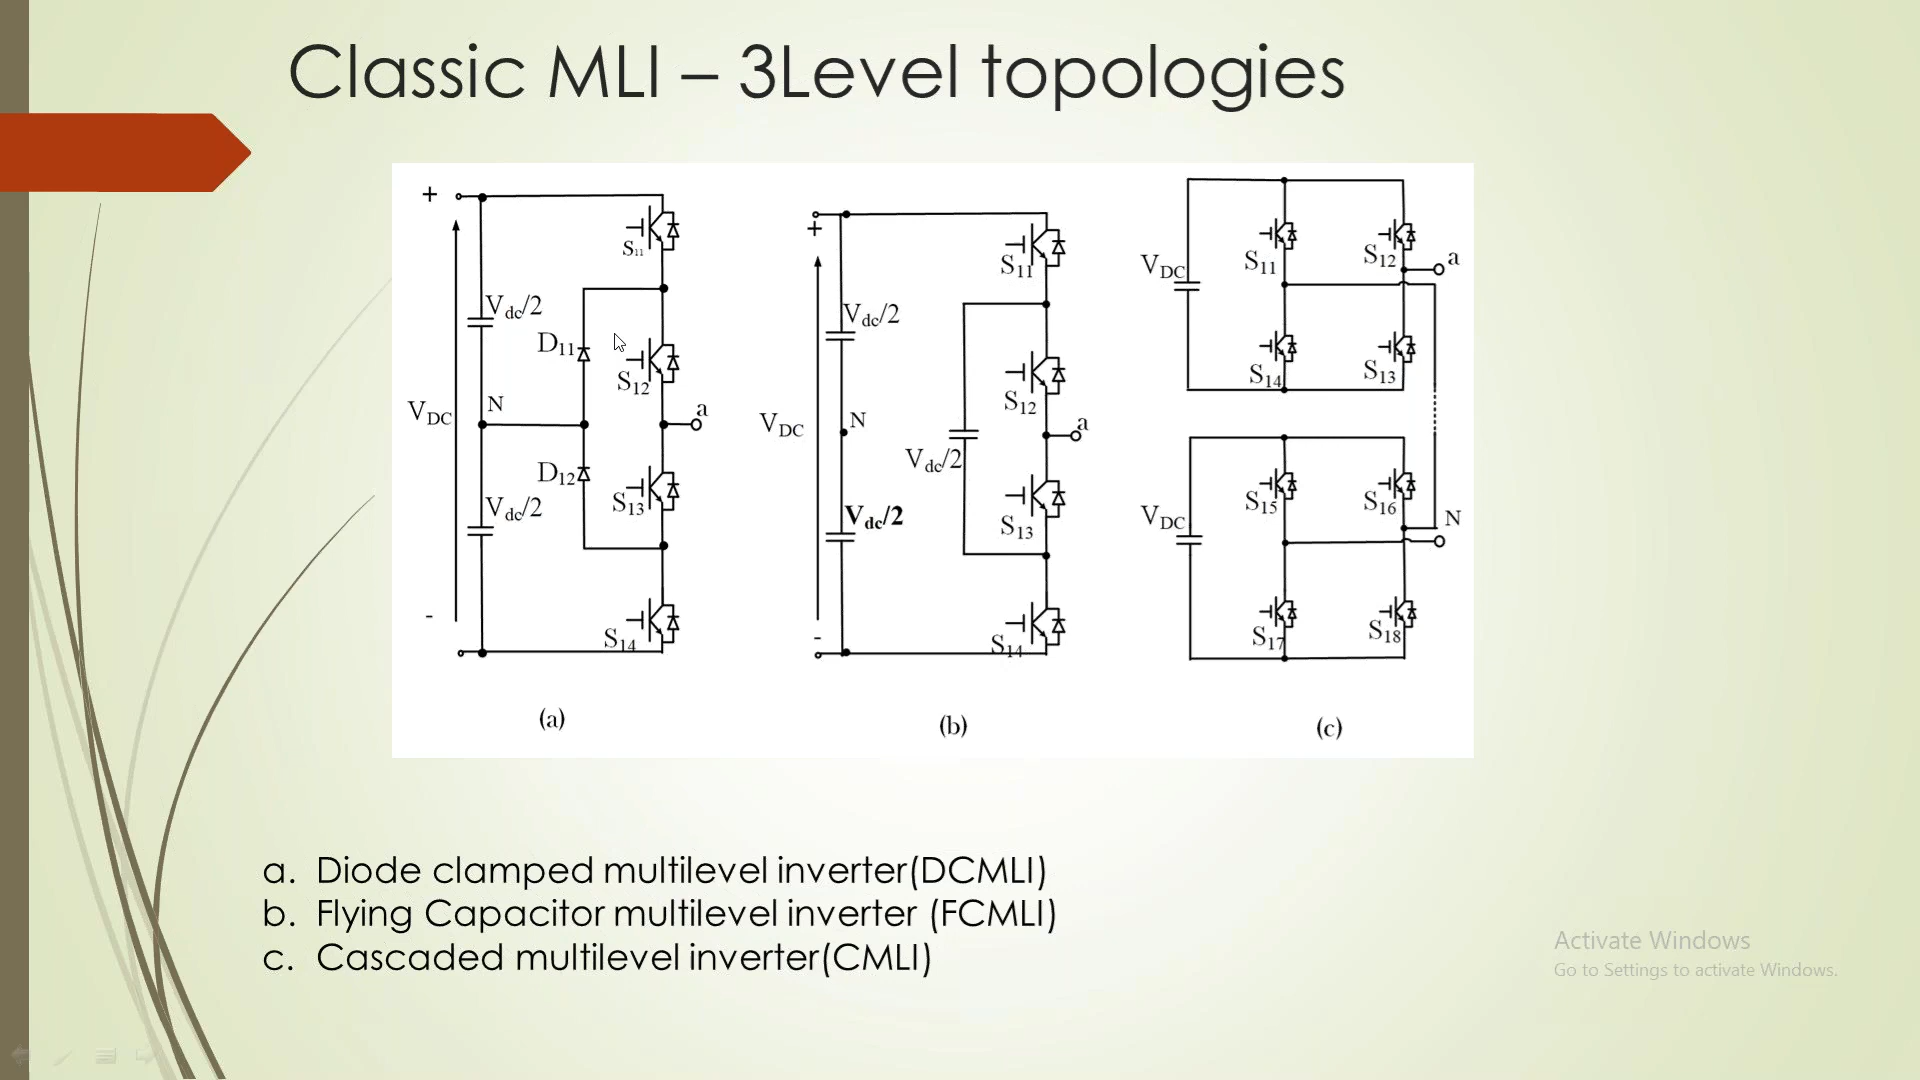 Classic MLI – 3Level topologies
+
S11
Vdc/2
D11
S12
N
a
VDC
D12
S13
Vdc/2
-
S14
(a)
+
S11
Vdc/2
S12
N
a
VDC
Vdc/2
Vdc/2
S13
-
S14
(b)
VDC
S11
S12
a
S14
S13
VDC
S15
S16
N
S17
S18
(c)
a. Diode clamped multilevel inverter(DCMLI)
b. Flying Capacitor multilevel inverter (FCMLI)
c. Cascaded multilevel inverter(CMLI)
Activate Windows
Go to Settings to activate Windows.